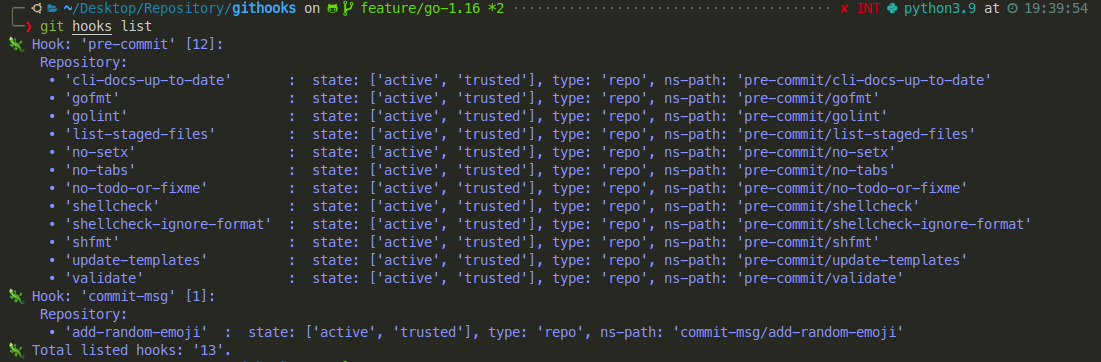 ~/Desktop/Repository/githooks on feature/go-1.16 *2 ✘ INT python3.9 at 19:39:54
❯ git hooks list
Hook: 'pre-commit' [12]:
Repository:
• 'cli-docs-up-to-date' : state: ['active', 'trusted'], type: 'repo', ns-path: 'pre-commit/cli-docs-up-to-date'
• 'gofmt' : state: ['active', 'trusted'], type: 'repo', ns-path: 'pre-commit/gofmt'
• 'golint' : state: ['active', 'trusted'], type: 'repo', ns-path: 'pre-commit/golint'
• 'list-staged-files' : state: ['active', 'trusted'], type: 'repo', ns-path: 'pre-commit/list-staged-files'
• 'no-setx' : state: ['active', 'trusted'], type: 'repo', ns-path: 'pre-commit/no-setx'
• 'no-tabs' : state: ['active', 'trusted'], type: 'repo', ns-path: 'pre-commit/no-tabs'
• 'no-todo-or-fixme' : state: ['active', 'trusted'], type: 'repo', ns-path: 'pre-commit/no-todo-or-fixme'
• 'shellcheck' : state: ['active', 'trusted'], type: 'repo', ns-path: 'pre-commit/shellcheck'
• 'shellcheck-ignore-format' : state: ['active', 'trusted'], type: 'repo', ns-path: 'pre-commit/shellcheck-ignore-format'
• 'shfmt' : state: ['active', 'trusted'], type: 'repo', ns-path: 'pre-commit/shfmt'
• 'update-templates' : state: ['active', 'trusted'], type: 'repo', ns-path: 'pre-commit/update-templates'
• 'validate' : state: ['active', 'trusted'], type: 'repo', ns-path: 'pre-commit/validate'
Hook: 'commit-msg' [1]:
Repository:
• 'add-random-emoji' : state: ['active', 'trusted'], type: 'repo', ns-path: 'commit-msg/add-random-emoji'
Total listed hooks: '13'.